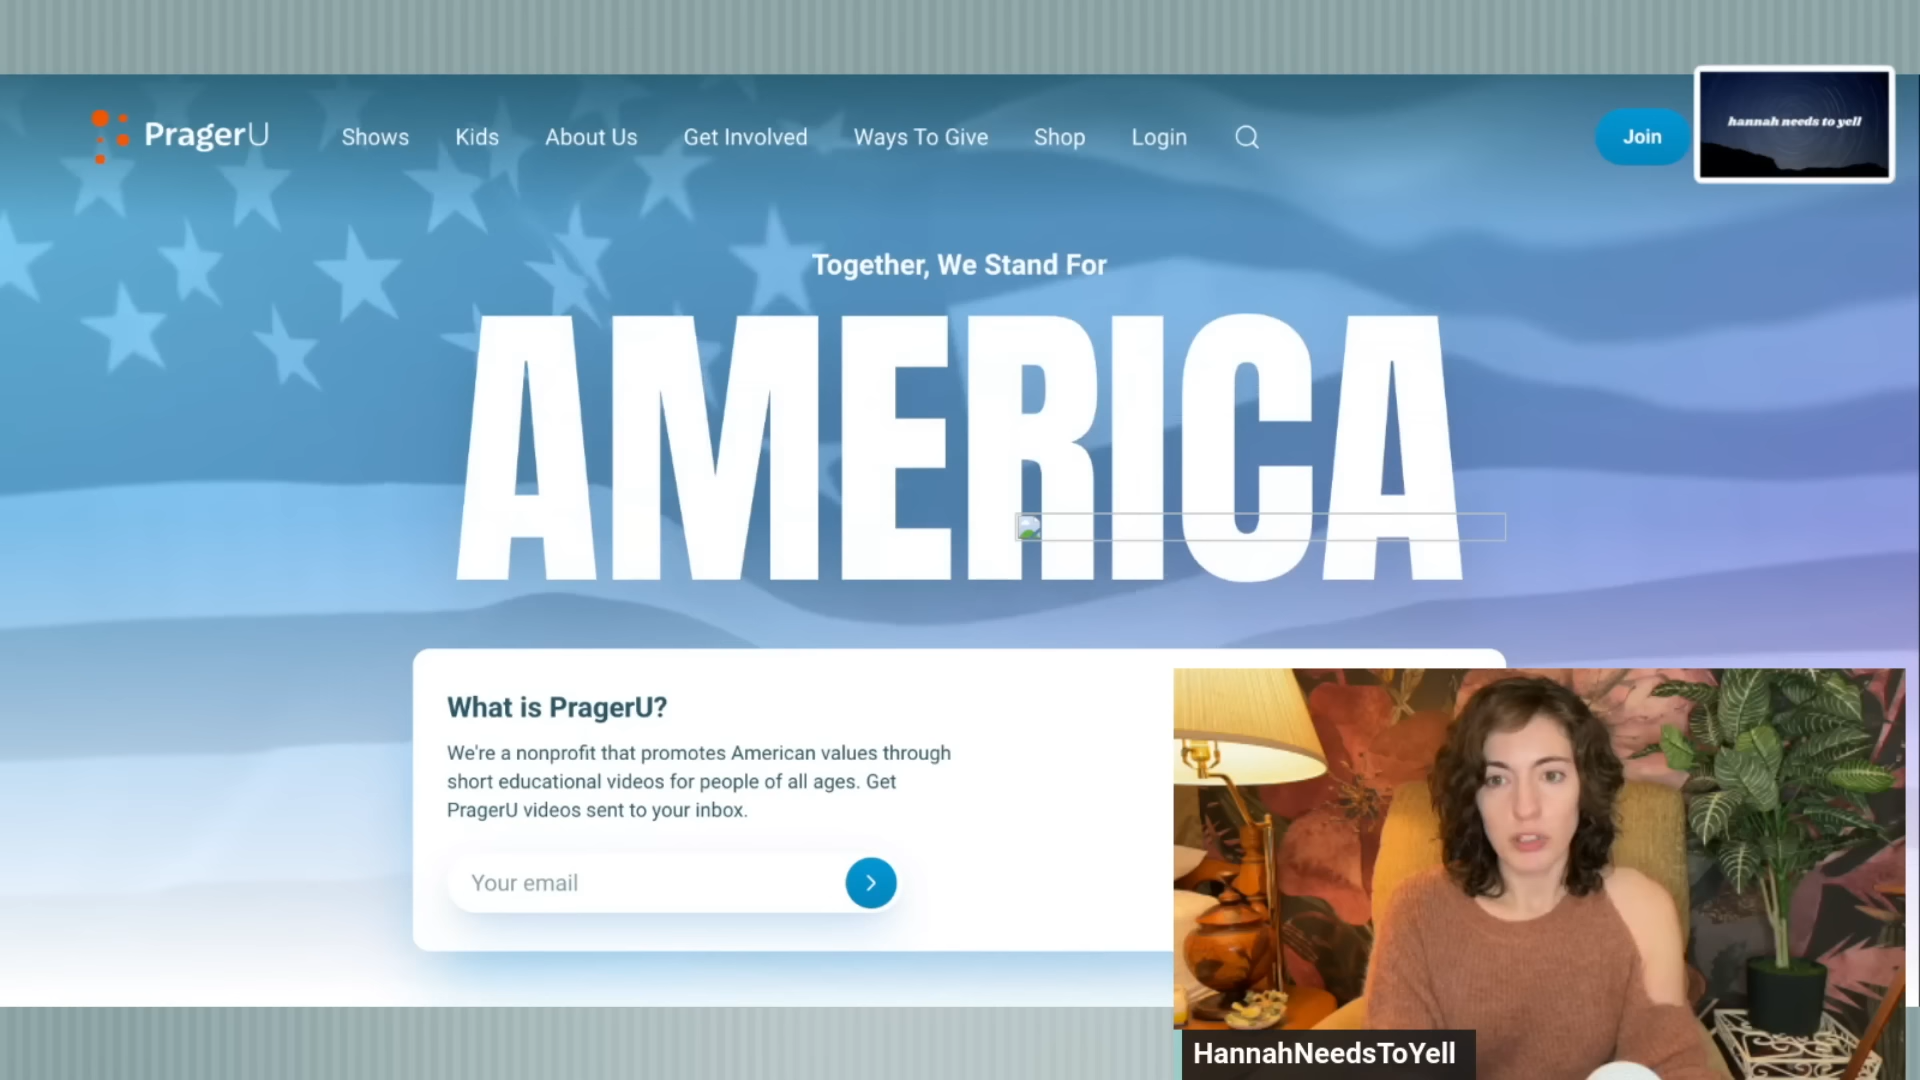 PragerU
Shows
Kids
About Us
Get Involved
Ways To Give
Shop
Login
Join
hannah needs to yell
Together, We Stand For
AMERICA
What is PragerU?
We're a nonprofit that promotes American values through
short educational videos for people of all ages. Get
PragerU videos sent to your inbox.
Your email
HannahNeedsToYell